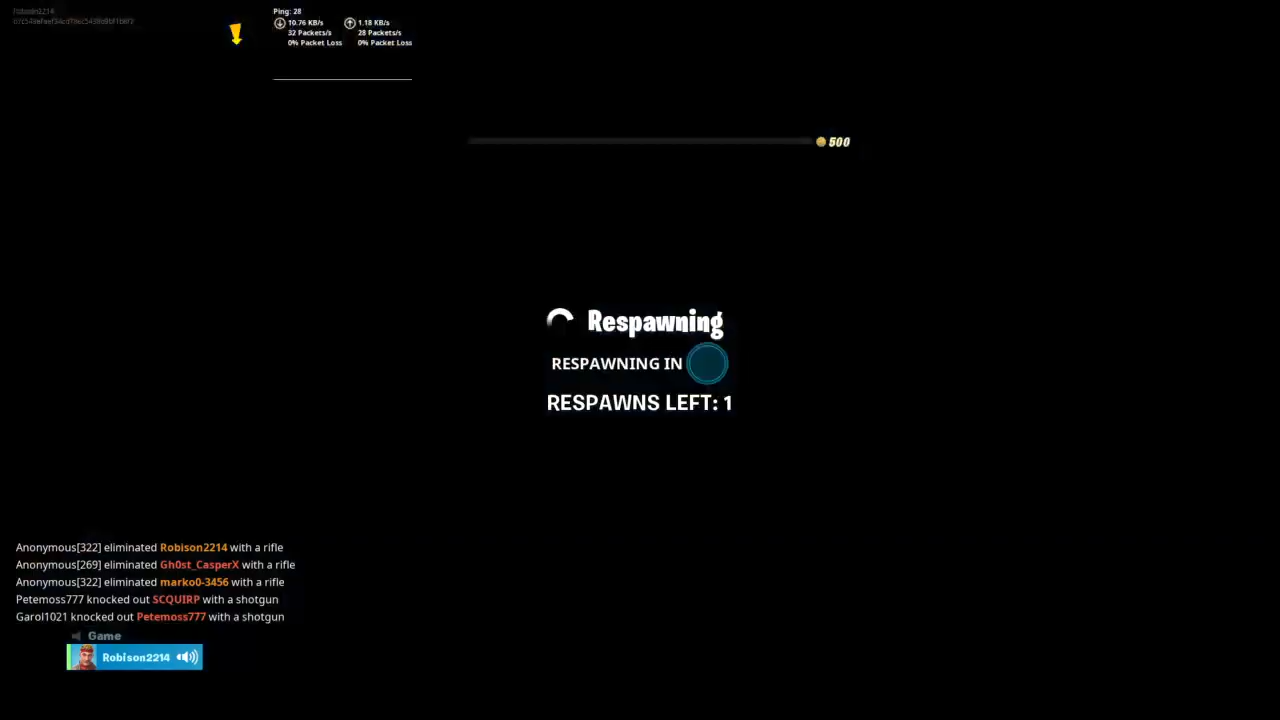 Robison2214
Ping: 28
10.76 KB/s 1.18 KB/s
32 Packets/s 28 Packets/s
0% Packet Loss 0% Packet Loss
500
Respawning
RESPAWNING IN
RESPAWNS LEFT: 1
Anonymous[322] eliminated Robison2214 with a rifle
Anonymous[269] eliminated Gh0st_CasperX with a rifle
Anonymous[322] eliminated marko0-3456 with a rifle
Petemoss777 knocked out SCQUIRP with a shotgun
Garol1021 knocked out Petemoss777 with a shotgun
Game
Robison2214